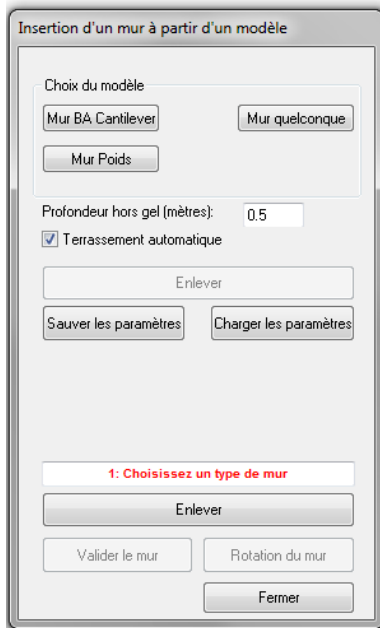 Insertion d'un mur à partir d'un modèle
Choix du modèle
Mur BA Cantilever
Mur quelconque
Mur Poids
Profondeur hors gel (mètres):
0.5
Terrassement automatique
Enlever
Sauver les paramètres
Charger les paramètres
1: Choisissez un type de mur
Enlever
Valider le mur
Rotation du mur
Fermer